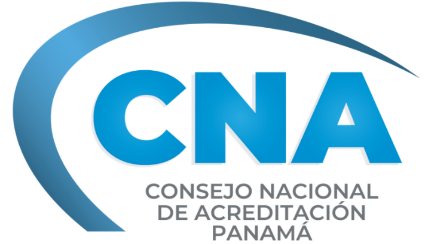 CNA
CONSEJO NACIONAL
DE ACREDITACIÓN
PANAMÁ